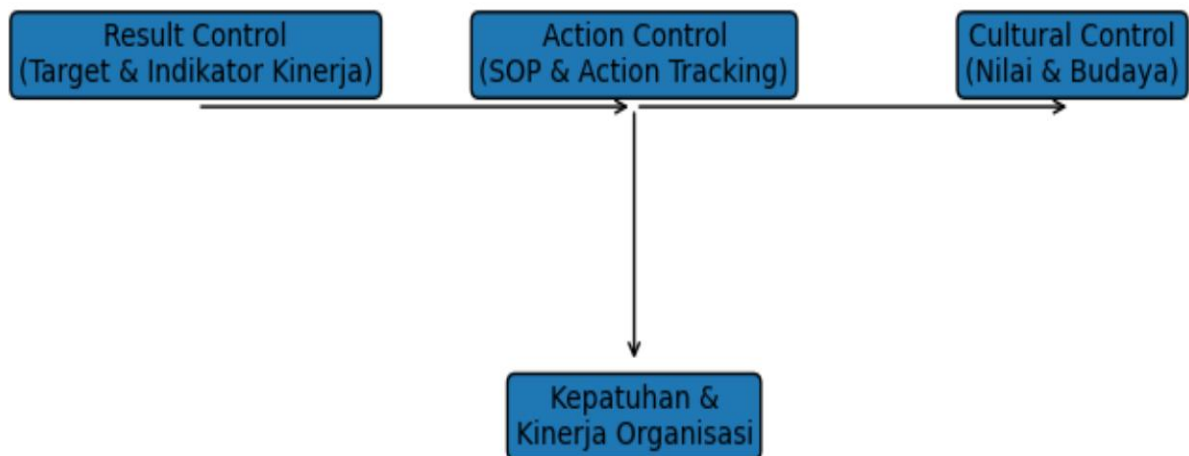 Result Control
(Target & Indikator Kinerja)
Action Control
(SOP & Action Tracking)
Cultural Control
(Nilai & Budaya)
Kepatuhan &
Kinerja Organisasi